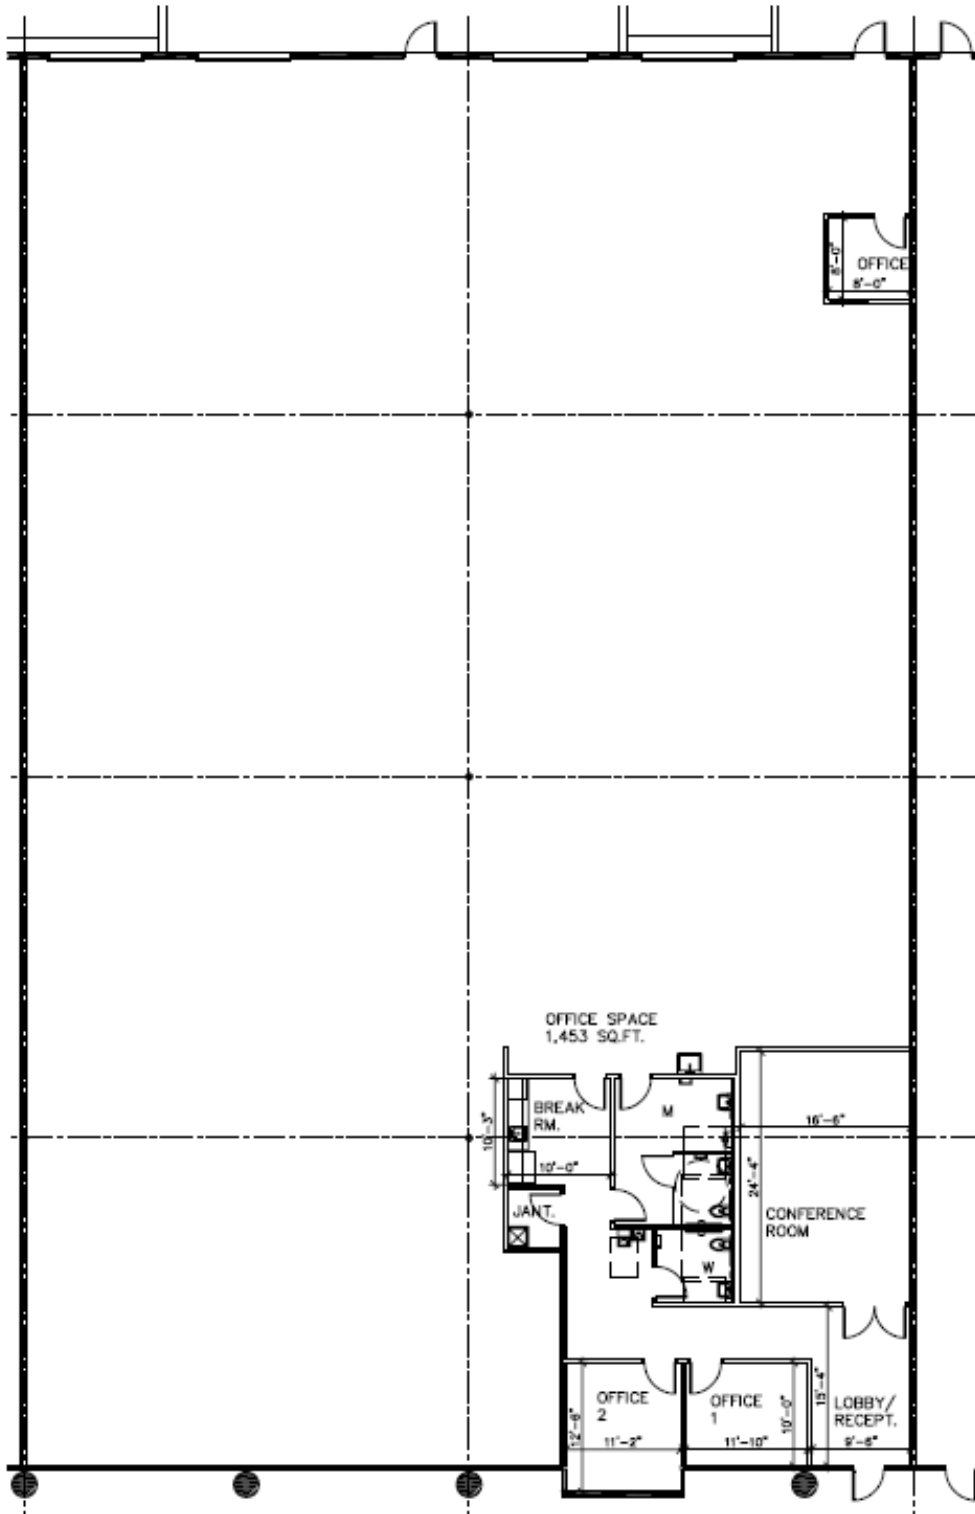 8'-0"
OFFICE
8'-0"
OFFICE SPACE
1,453 SQ.FT.
BREAK
RM.
M
10'-3"
10'-0"
16'-6"
24'-4"
JANT.
CONFERENCE
ROOM
W
OFFICE
2
OFFICE
1
LOBBY/
RECEPT.
12'-6"
11'-2"
11'-10"
10'-0"
15'-4"
9'-6"